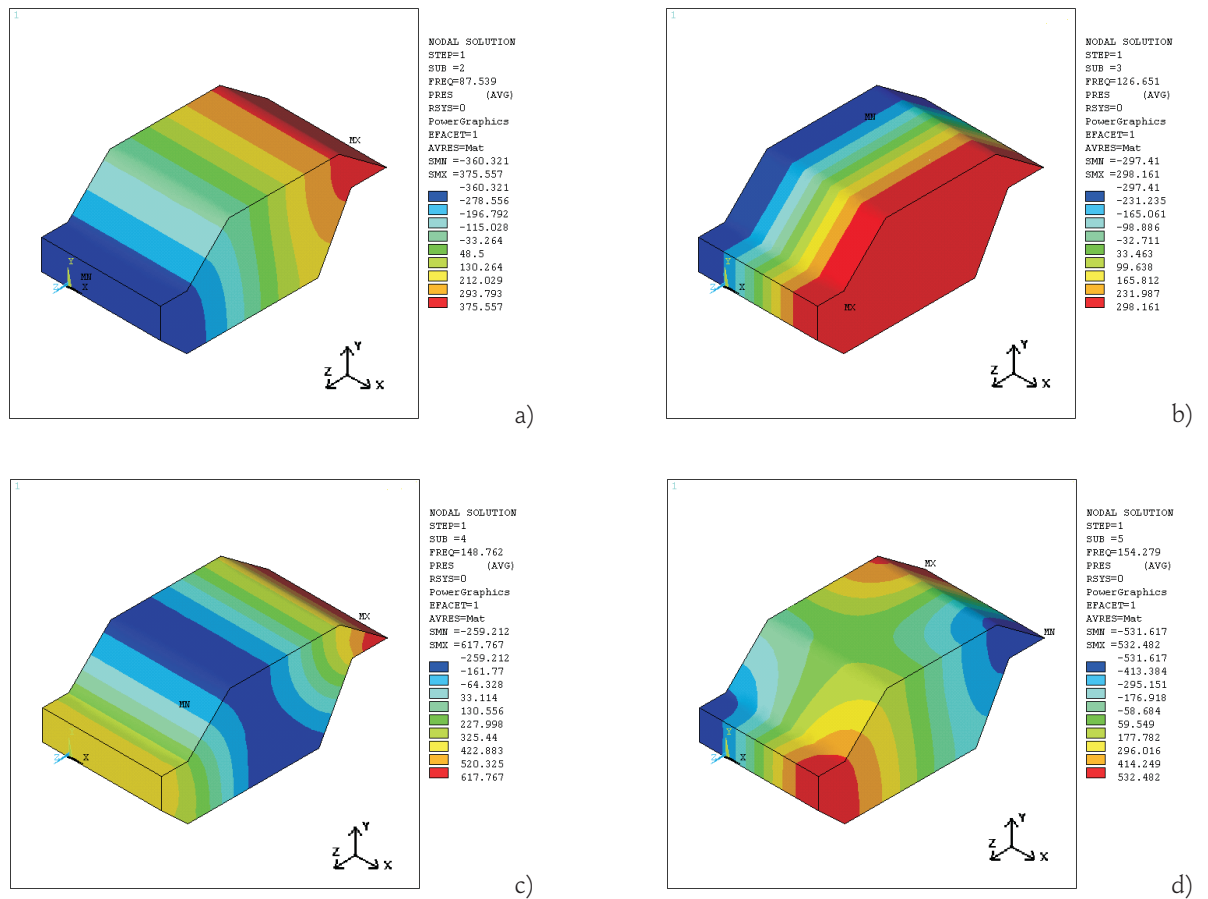 1
NODAL SOLUTION
STEP=1
SUB =2
FREQ=87.539
PRES (AVG)
RSYS=0
PowerGraphics
EFACET=1
AVRES=Mat
SMN =-360.321
SMX =375.557
-360.321
-278.556
-196.792
-115.028
-33.264
48.5
130.264
212.029
293.793
375.557
MX
MN
Y
Z
X
Y
Z
X
a)
1
NODAL SOLUTION
STEP=1
SUB =3
FREQ=126.651
PRES (AVG)
RSYS=0
PowerGraphics
EFACET=1
AVRES=Mat
SMN =-297.41
SMX =298.161
-297.41
-231.235
-165.061
-98.886
-32.711
33.463
99.638
165.812
231.987
298.161
MN
MX
Y
Z
X
Y
Z
X
b)
1
NODAL SOLUTION
STEP=1
SUB =4
FREQ=148.762
PRES (AVG)
RSYS=0
PowerGraphics
EFACET=1
AVRES=Mat
SMN =-259.212
SMX =617.767
-259.212
-161.77
-64.328
33.114
130.556
227.998
325.44
422.883
520.325
617.767
MX
MN
Z
X
Y
Z
X
c)
1
NODAL SOLUTION
STEP=1
SUB =5
FREQ=154.279
PRES (AVG)
RSYS=0
PowerGraphics
EFACET=1
AVRES=Mat
SMN =-531.617
SMX =532.482
-531.617
-413.384
-295.151
-176.918
-58.684
59.549
177.782
296.016
414.249
532.482
MX
MN
Y
Z
X
Y
Z
X
d)